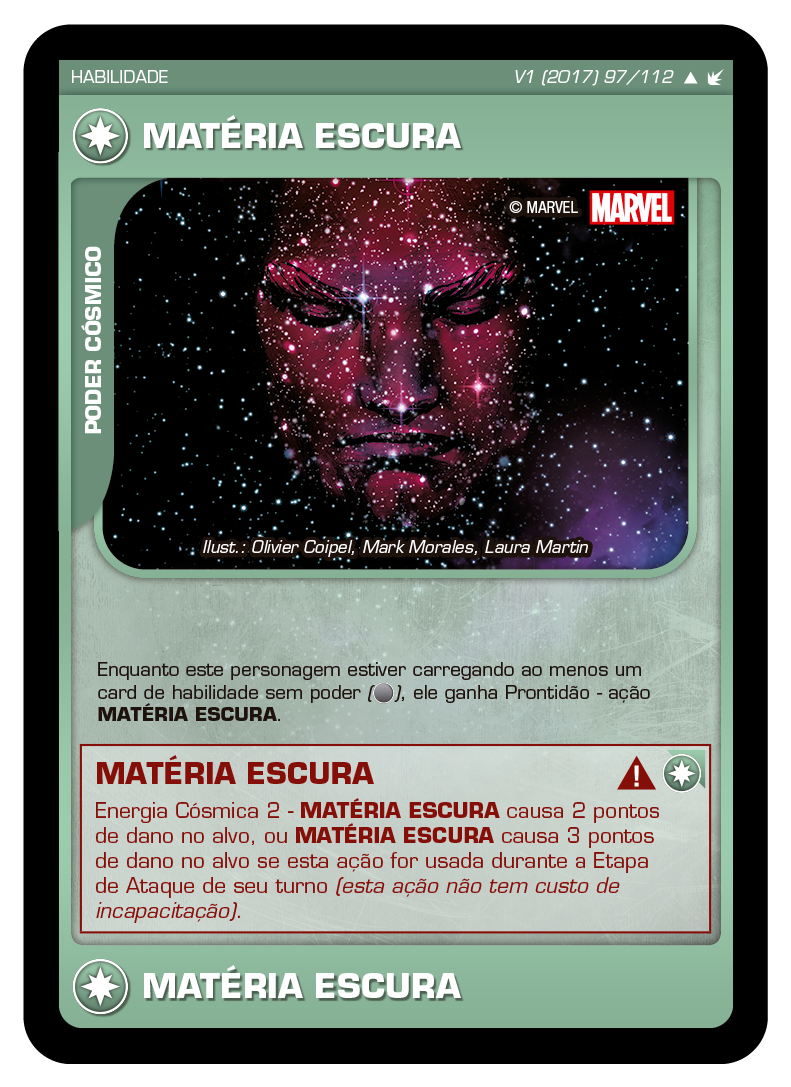 HABILIDADE
V1 (2017) 97/112
MATÉRIA ESCURA
© MARVEL MARVEL
PODER CÓSMICO
Ilust.: Olivier Coipel, Mark Morales, Laura Martin
Enquanto este personagem estiver carregando ao menos um
card de habilidade sem poder ( ), ele ganha Prontidão - ação
MATÉRIA ESCURA.
MATÉRIA ESCURA
Energia Cósmica 2 - MATÉRIA ESCURA causa 2 pontos
de dano no alvo, ou MATÉRIA ESCURA causa 3 pontos
de dano no alvo se esta ação for usada durante a Etapa
de Ataque de seu turno (esta ação não tem custo de
incapacitação).
MATÉRIA ESCURA